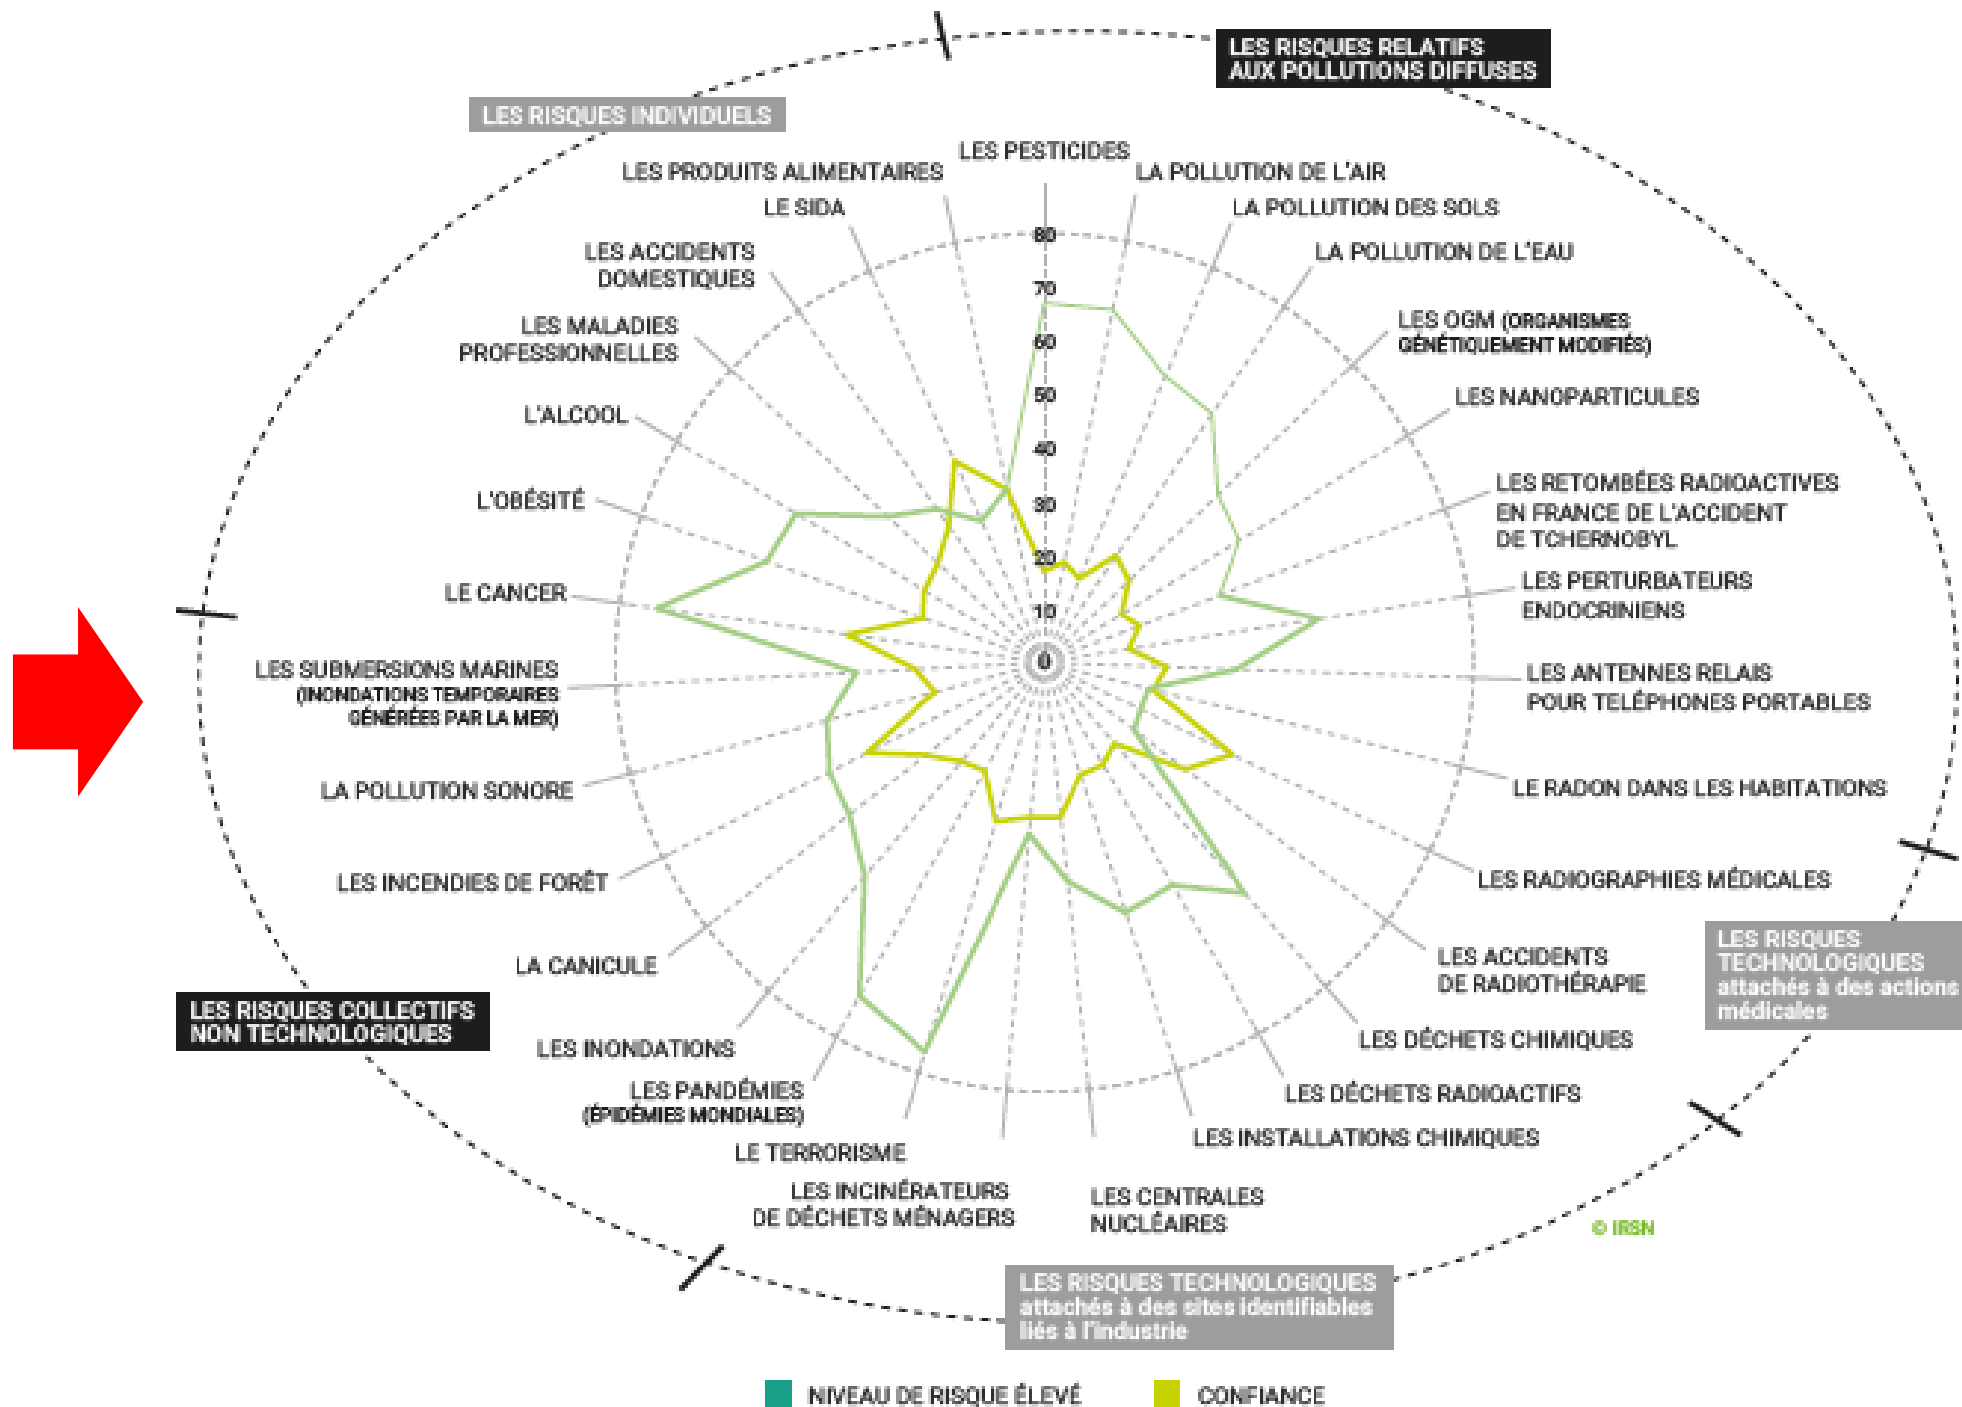 LES RISQUES RELATIFS
AUX POLLUTIONS DIFFUSES
LES RISQUES INDIVIDUELS
LES PESTICIDES
LES PRODUITS ALIMENTAIRES
LA POLLUTION DE L'AIR
LE SIDA
LA POLLUTION DES SOLS
LES ACCIDENTS
DOMESTIQUES
LA POLLUTION DE L'EAU
LES MALADIES
PROFESSIONNELLES
LES OGM (ORGANISMES
GÉNÉTIQUEMENT MODIFIÉS)
L'ALCOOL
LES NANOPARTICULES
L'OBÉSITÉ
LES RETOMBÉES RADIOACTIVES
EN FRANCE DE L'ACCIDENT
DE TCHERNOBYL
LE CANCER
LES PERTURBATEURS
ENDOCRINIENS
80
70
60
50
40
30
20
10
0
LES SUBMERSIONS MARINES
(INONDATIONS TEMPORAIRES
GÉNÉRÉES PAR LA MER)
LES ANTENNES RELAIS
POUR TELÉPHONES PORTABLES
LA POLLUTION SONORE
LE RADON DANS LES HABITATIONS
LES INCENDIES DE FORÊT
LES RADIOGRAPHIES MÉDICALES
LES RISQUES
TECHNOLOGIQUES
attachés à des actions
médicales
LA CANICULE
LES ACCIDENTS
DE RADIOTHÉRAPIE
LES RISQUES COLLECTIFS
NON TECHNOLOGIQUES
LES INONDATIONS
LES DÉCHETS CHIMIQUES
LES PANDÉMIES
(ÉPIDÉMIES MONDIALES)
LES DÉCHETS RADIOACTIFS
LE TERRORISME
LES INSTALLATIONS CHIMIQUES
LES INCINÉRATEURS
DE DÉCHETS MÉNAGERS
LES CENTRALES
NUCLÉAIRES
© IRSN
LES RISQUES TECHNOLOGIQUES
attachés à des sites identifiables
liés à l'industrie
NIVEAU DE RISQUE ÉLEVÉ
CONFIANCE